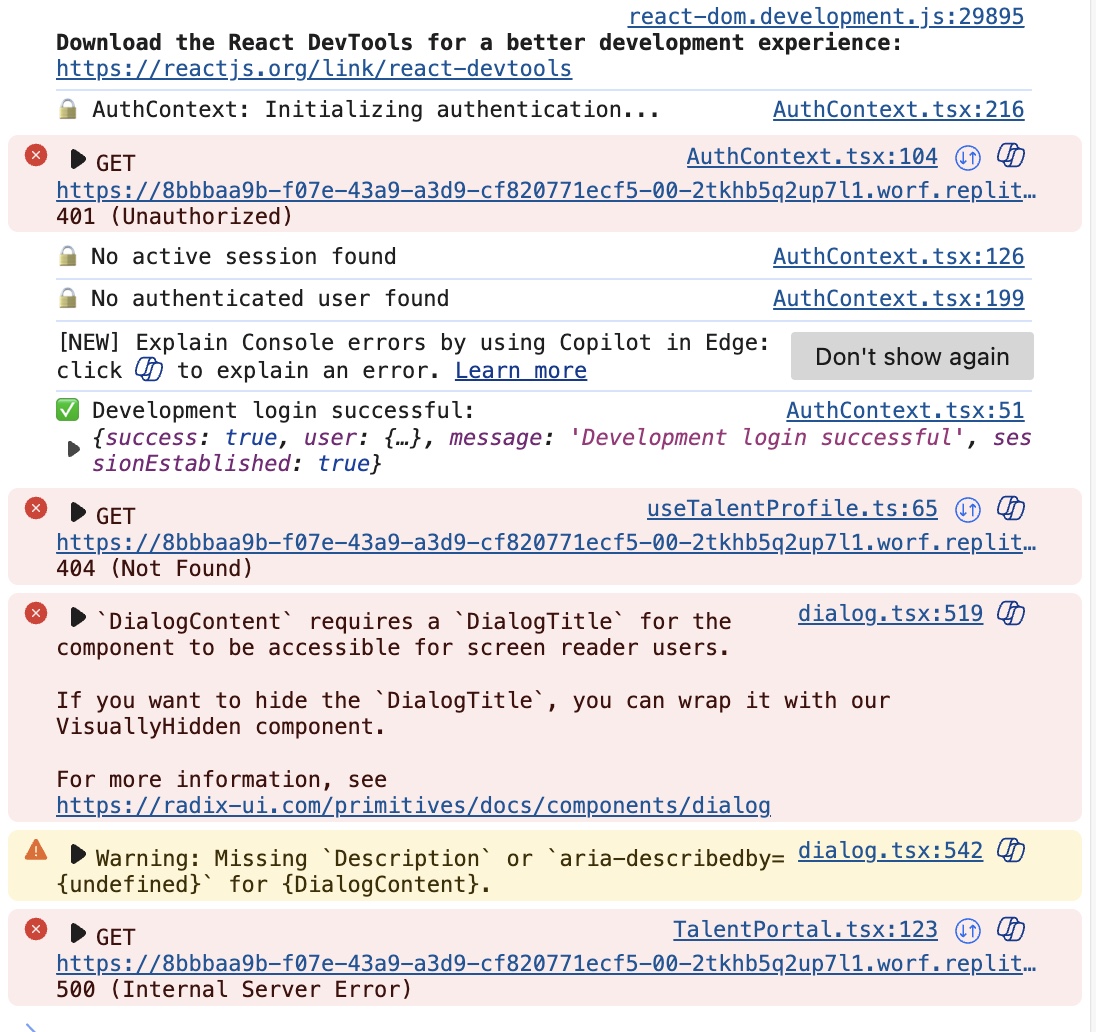 react-dom.development.js:29895
Download the React DevTools for a better development experience:
https://reactjs.org/link/react-devtools
🔒 AuthContext: Initializing authentication... AuthContext.tsx:216
GET AuthContext.tsx:104
https://8bbbaa9b-f07e-43a9-a3d9-cf820771ecf5-00-2tkhb5q2up7l1.worf.replit…
401 (Unauthorized)
🔒 No active session found AuthContext.tsx:126
🔒 No authenticated user found AuthContext.tsx:199
[NEW] Explain Console errors by using Copilot in Edge: Don't show again
click to explain an error. Learn more
✅ Development login successful: AuthContext.tsx:51
{success: true, user: {…}, message: 'Development login successful', ses
sionEstablished: true}
GET useTalentProfile.ts:65
https://8bbbaa9b-f07e-43a9-a3d9-cf820771ecf5-00-2tkhb5q2up7l1.worf.replit…
404 (Not Found)
`DialogContent` requires a `DialogTitle` for the dialog.tsx:519
component to be accessible for screen reader users.
If you want to hide the `DialogTitle`, you can wrap it with our
VisuallyHidden component.
For more information, see
https://radix-ui.com/primitives/docs/components/dialog
Warning: Missing `Description` or `aria-describedby= dialog.tsx:542
{undefined}` for {DialogContent}.
GET TalentPortal.tsx:123
https://8bbbaa9b-f07e-43a9-a3d9-cf820771ecf5-00-2tkhb5q2up7l1.worf.replit…
500 (Internal Server Error)